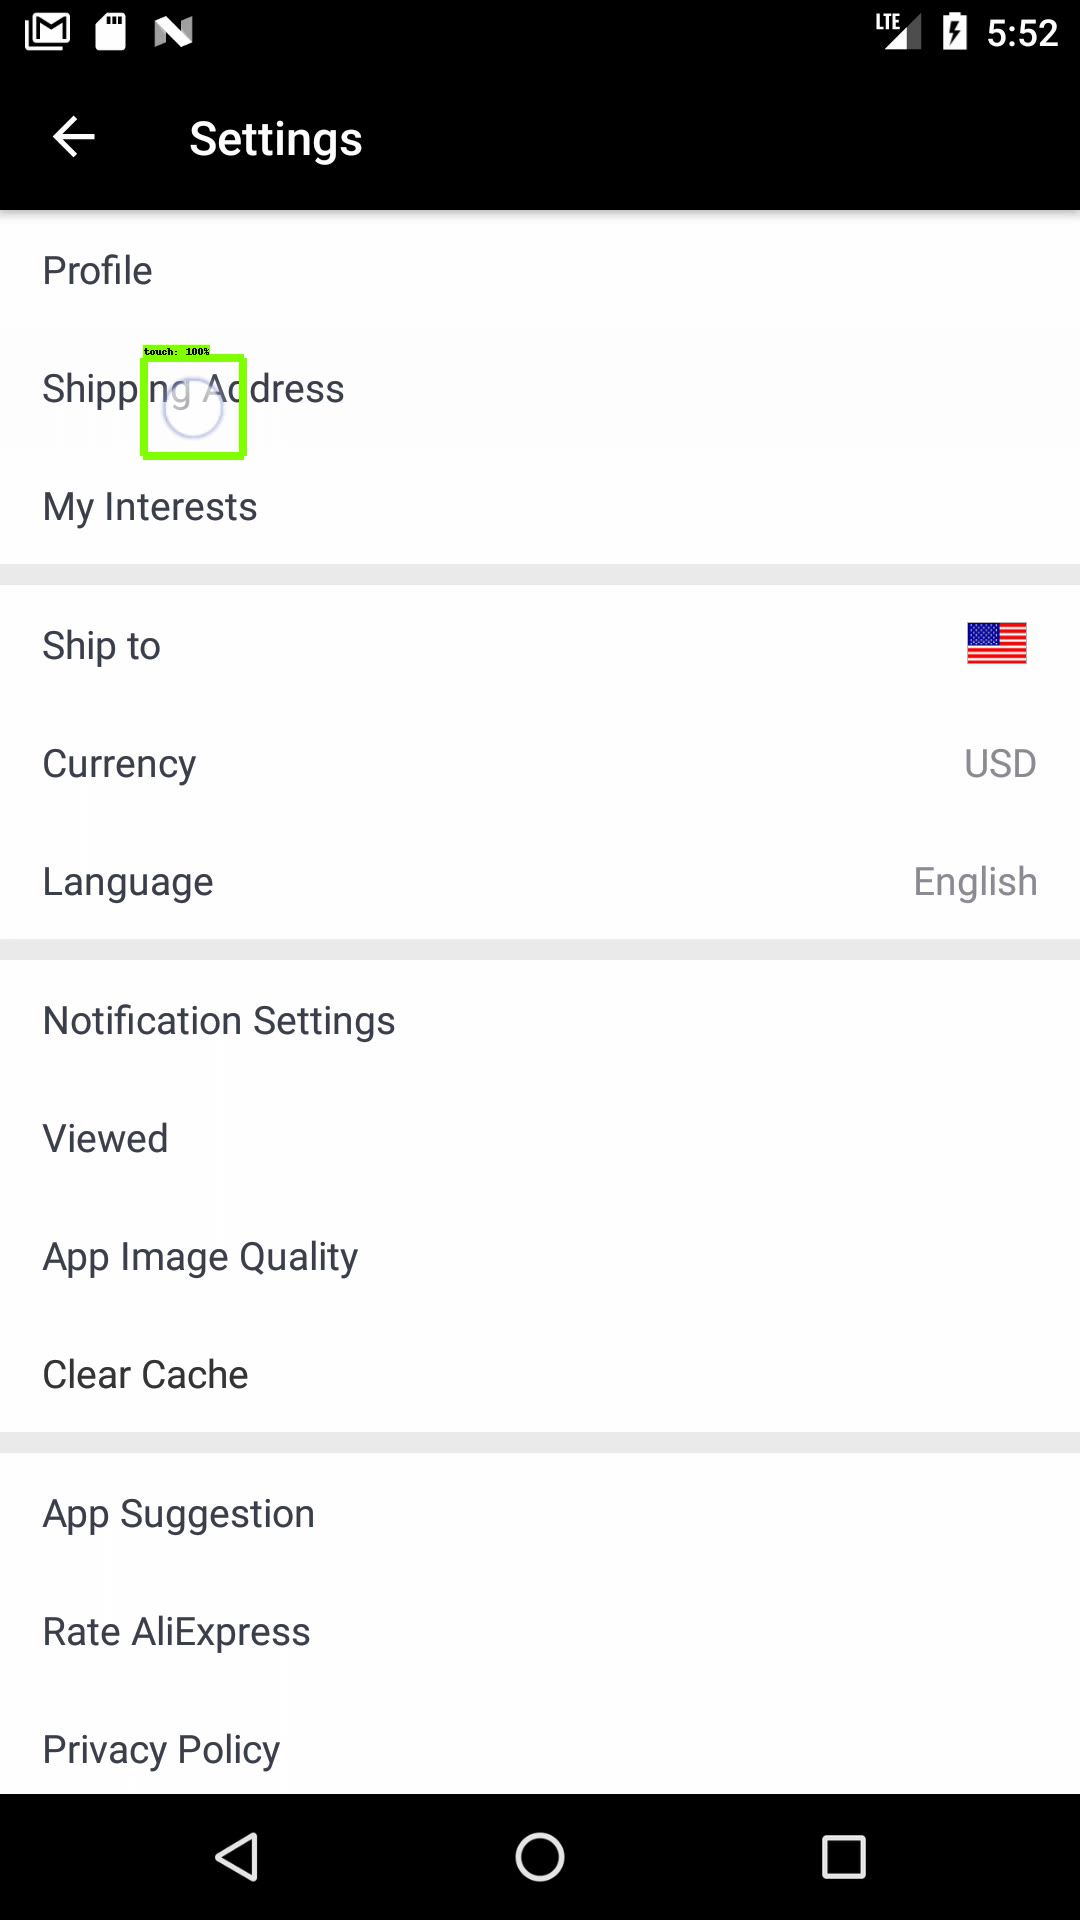 LTE 5:52
Settings
Profile
touch: 100%
Shipping Address
My Interests
Ship to
Currency USD
Language English
Notification Settings
Viewed
App Image Quality
Clear Cache
App Suggestion
Rate AliExpress
Privacy Policy